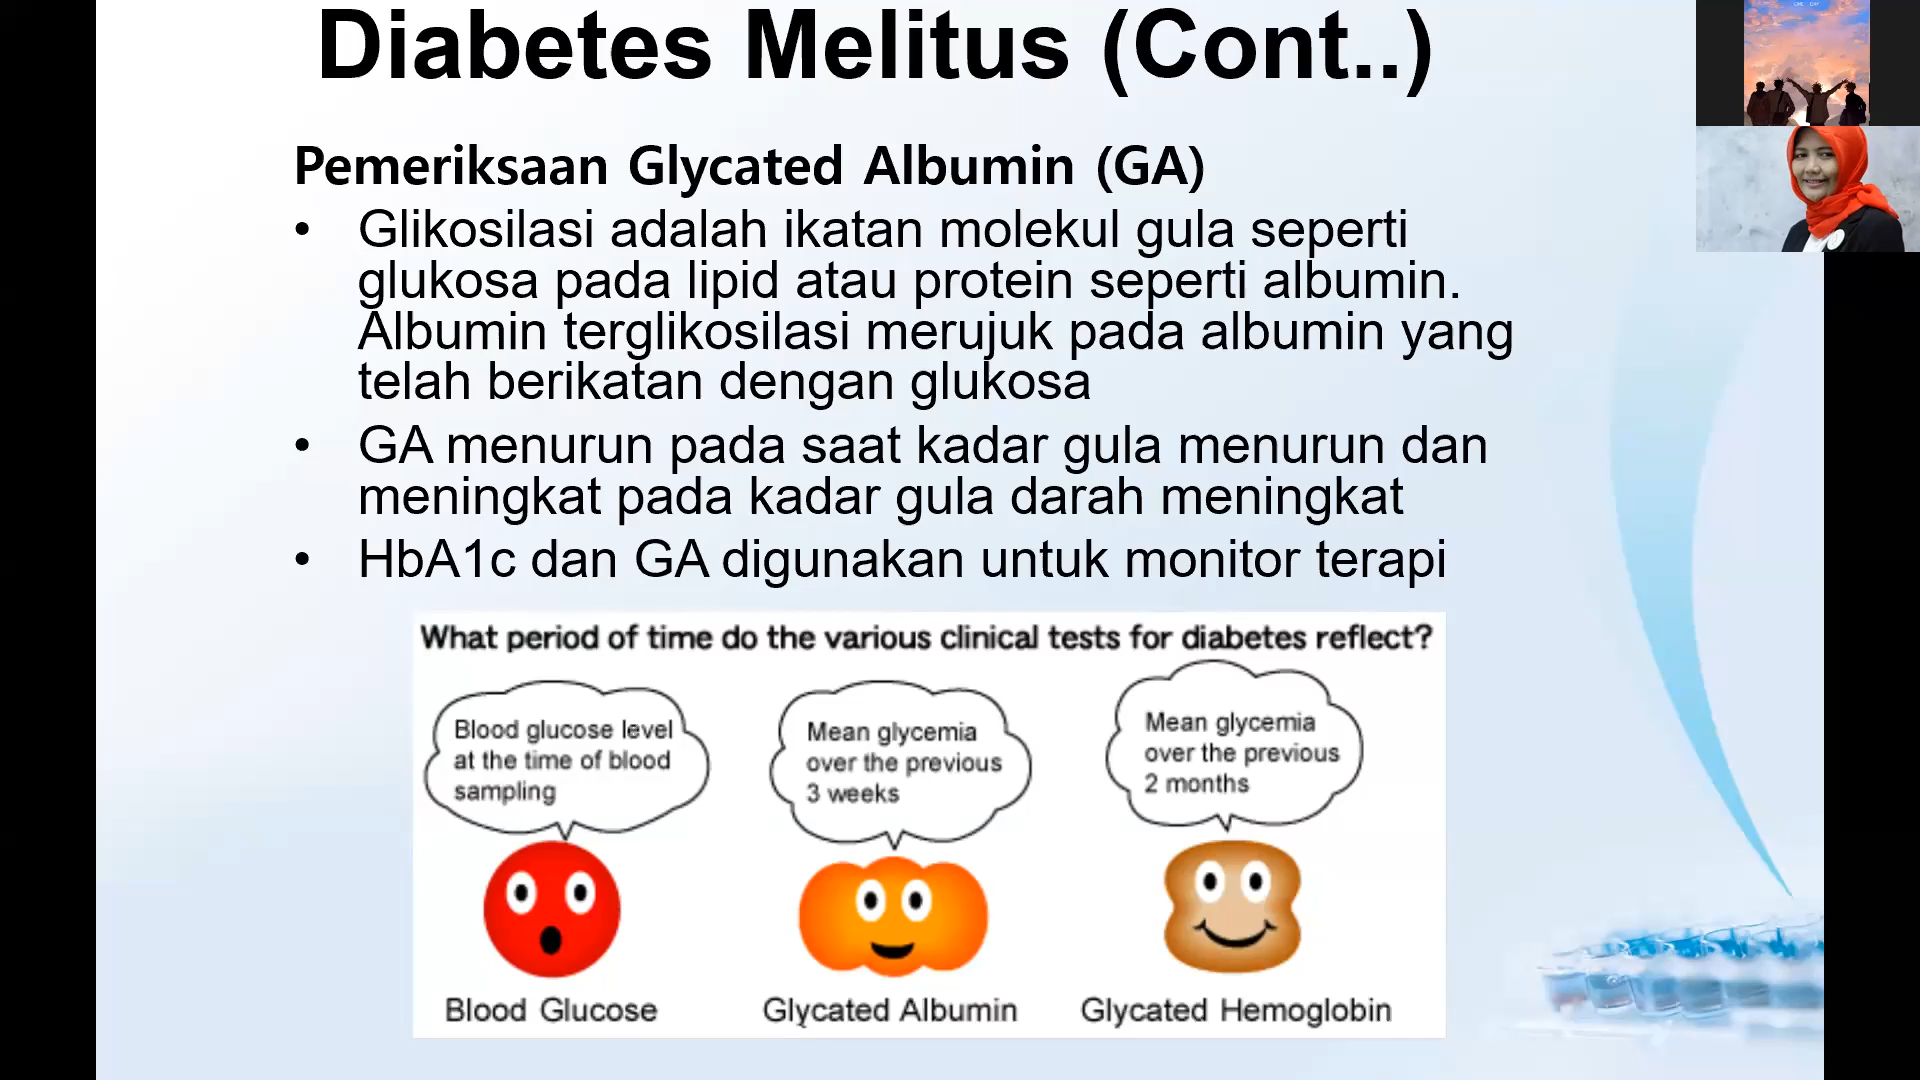 Diabetes Melitus (Cont..)
Pemeriksaan Glycated Albumin (GA)
• Glikosilasi adalah ikatan molekul gula seperti
glukosa pada lipid atau protein seperti albumin.
Albumin terglikosilasi merujuk pada albumin yang
telah berikatan dengan glukosa
• GA menurun pada saat kadar gula menurun dan
meningkat pada kadar gula darah meningkat
• HbA1c dan GA digunakan untuk monitor terapi
What period of time do the various clinical tests for diabetes reflect?
Blood glucose level
at the time of blood
sampling
Mean glycemia
over the previous
3 weeks
Mean glycemia
over the previous
2 months
Blood Glucose
Glycated Albumin
Glycated Hemoglobin